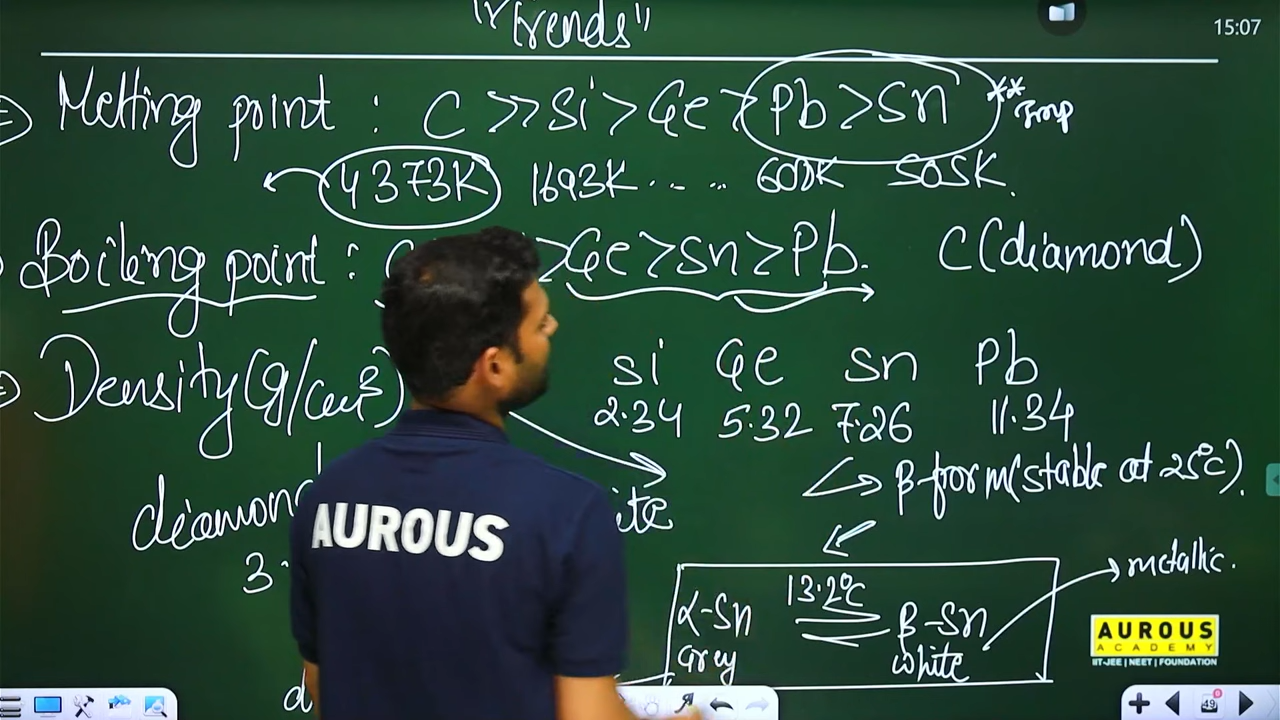 15:07
"Trends"
Melting point : C >> Si > Ge > Pb > Sn ** Imp
4373K 1693K .. .. 600K 505K.
Boiling point : > Ge > Sn > Pb. C (diamond)
Density (g/cm³) Si Ge Sn Pb
2.34 5.32 7.26 11.34
β-form (stable at 25°C).
3.
13.2°C
α-Sn ⇌ β-Sn metallic.
Grey white
AUROUS
AUROUS
ACADEMY
IIT-JEE | NEET | FOUNDATION
49